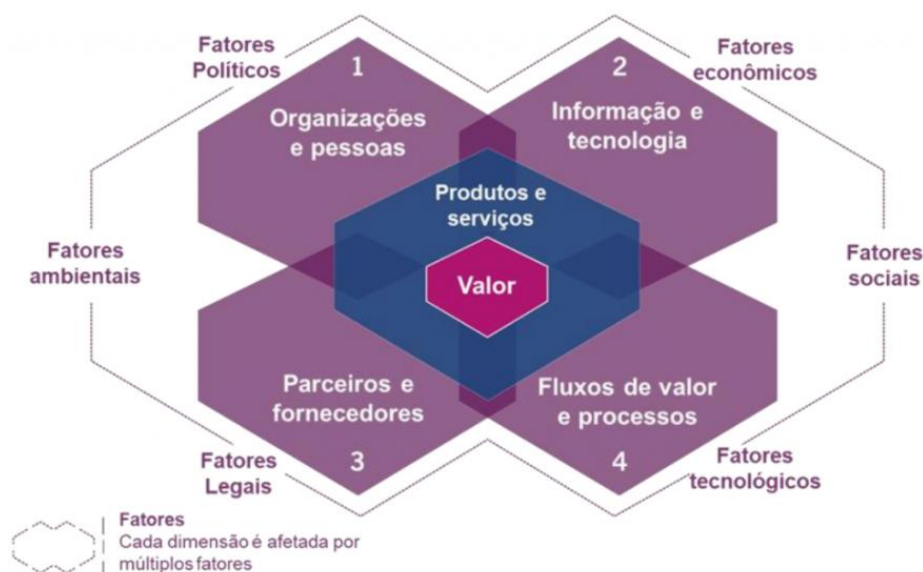 Fatores
Políticos
1
Organizações
e pessoas
2
Informação e
tecnologia
Fatores
econômicos
Produtos e
serviços
Valor
Fatores
ambientais
Fatores
sociais
Parceiros e
fornecedores
3
Fluxos de valor
e processos
4
Fatores
Legais
Fatores
tecnológicos
Fatores
Cada dimensão é afetada por
múltiplos fatores